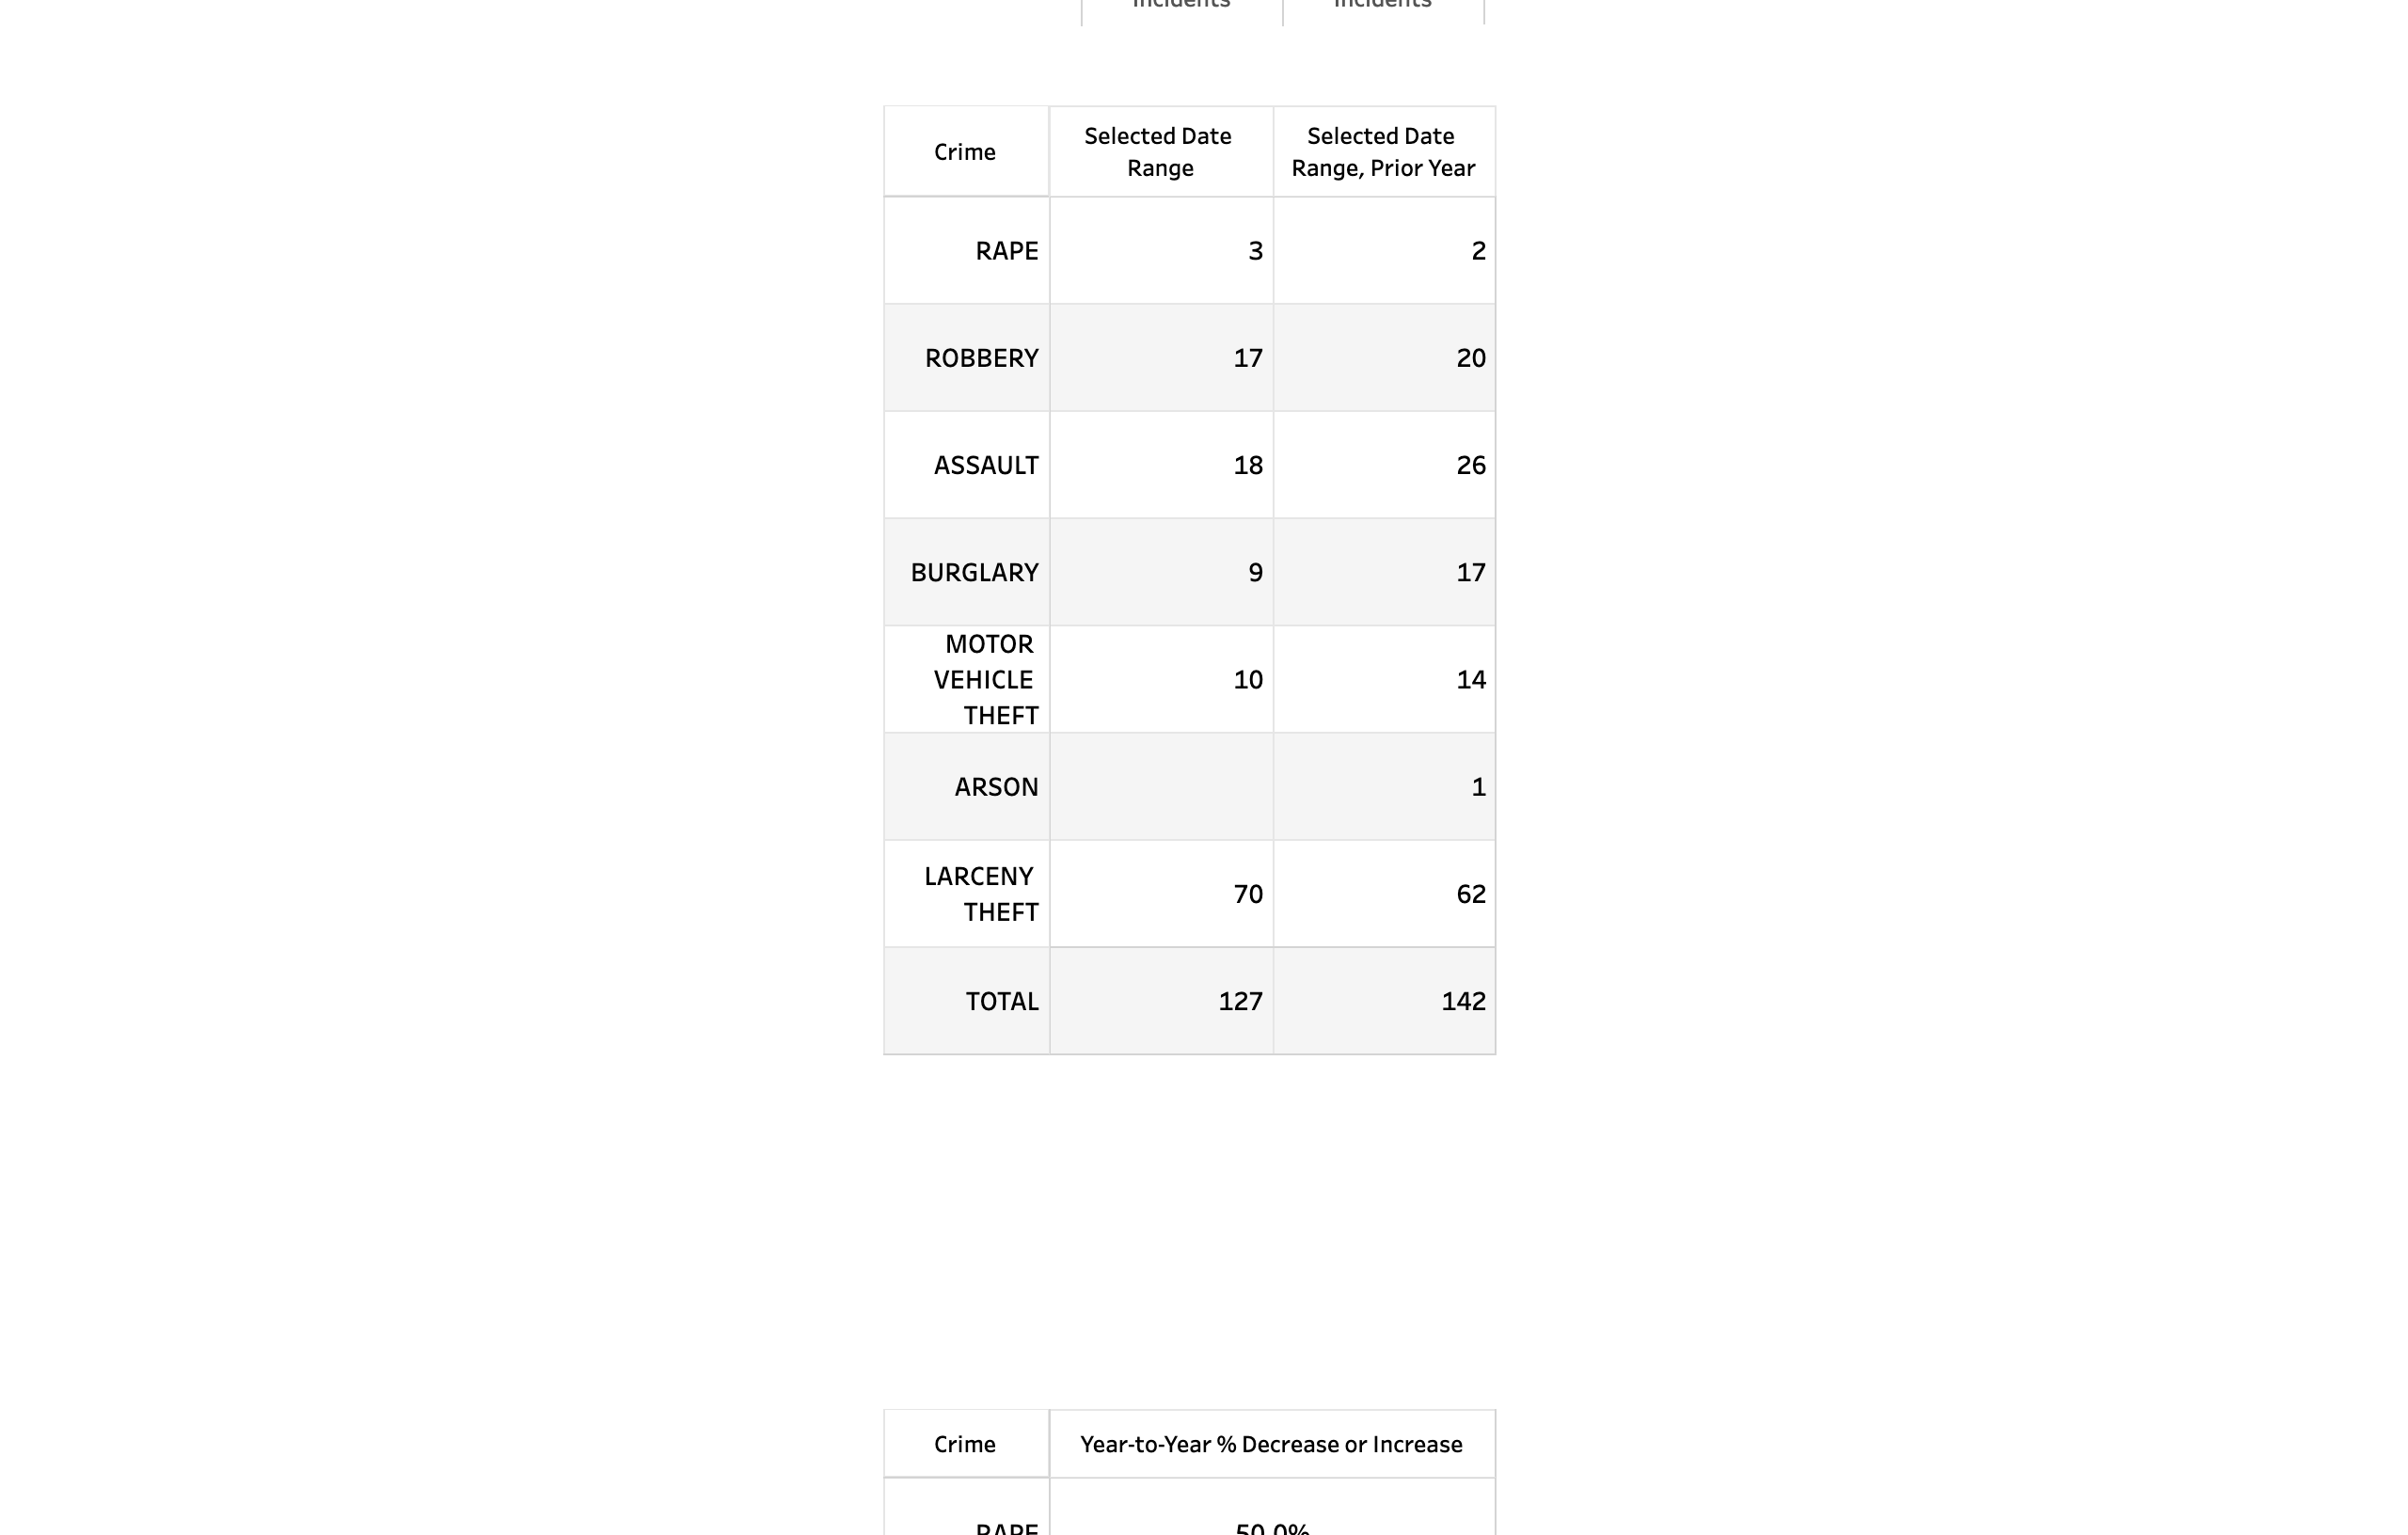 Incidents Incidents
Crime
Selected Date
Range
Selected Date
Range, Prior Year
RAPE 3 2
ROBBERY 17 20
ASSAULT 18 26
BURGLARY 9 17
MOTOR
VEHICLE 10 14
THEFT
ARSON 1
LARCENY
THEFT
70 62
TOTAL 127 142
Crime Year-to-Year % Decrease or Increase
RAPE 50.0%